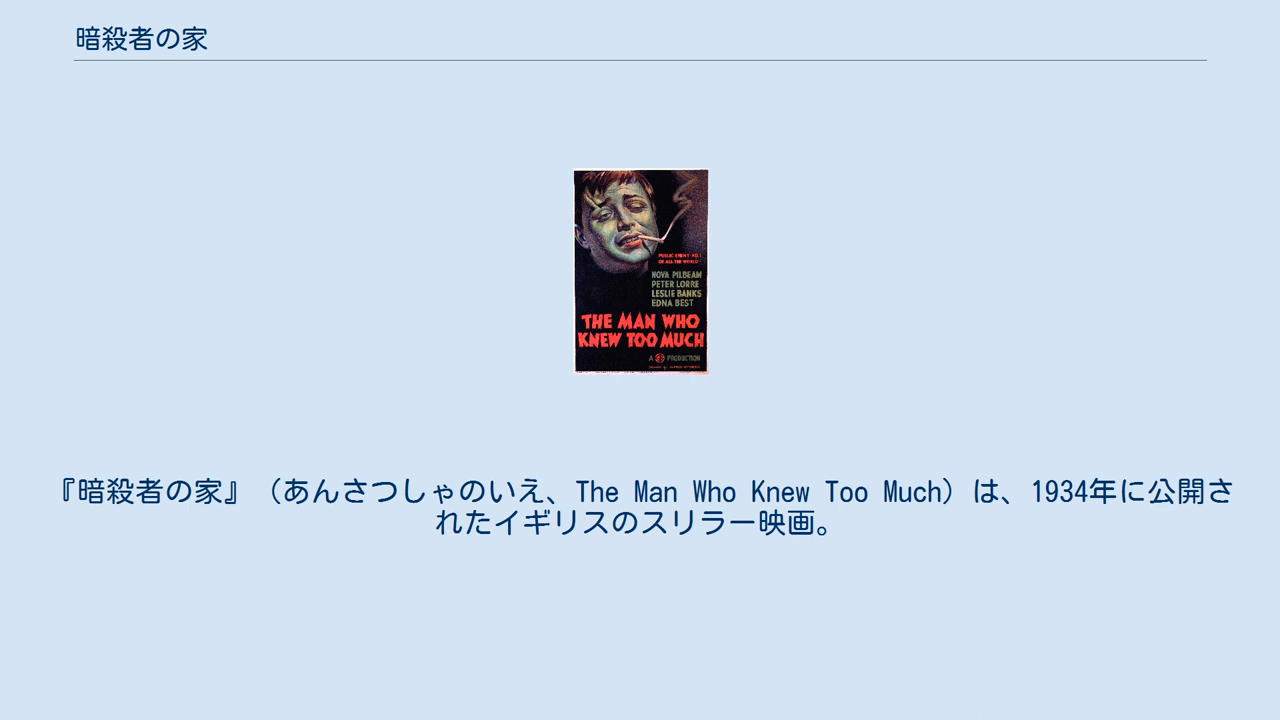 暗殺者の家
PUBLIC ENEMY NO.1
OF ALL THE WORLD
NOVA PILBEAM
PETER LORRE
LESLIE BANKS
EDNA BEST
THE MAN WHO
KNEW TOO MUCH
A GB PRODUCTION
『暗殺者の家』（あんさつしゃのいえ、The Man Who Knew Too Much）は、1934年に公開さ
れたイギリスのスリラー映画。